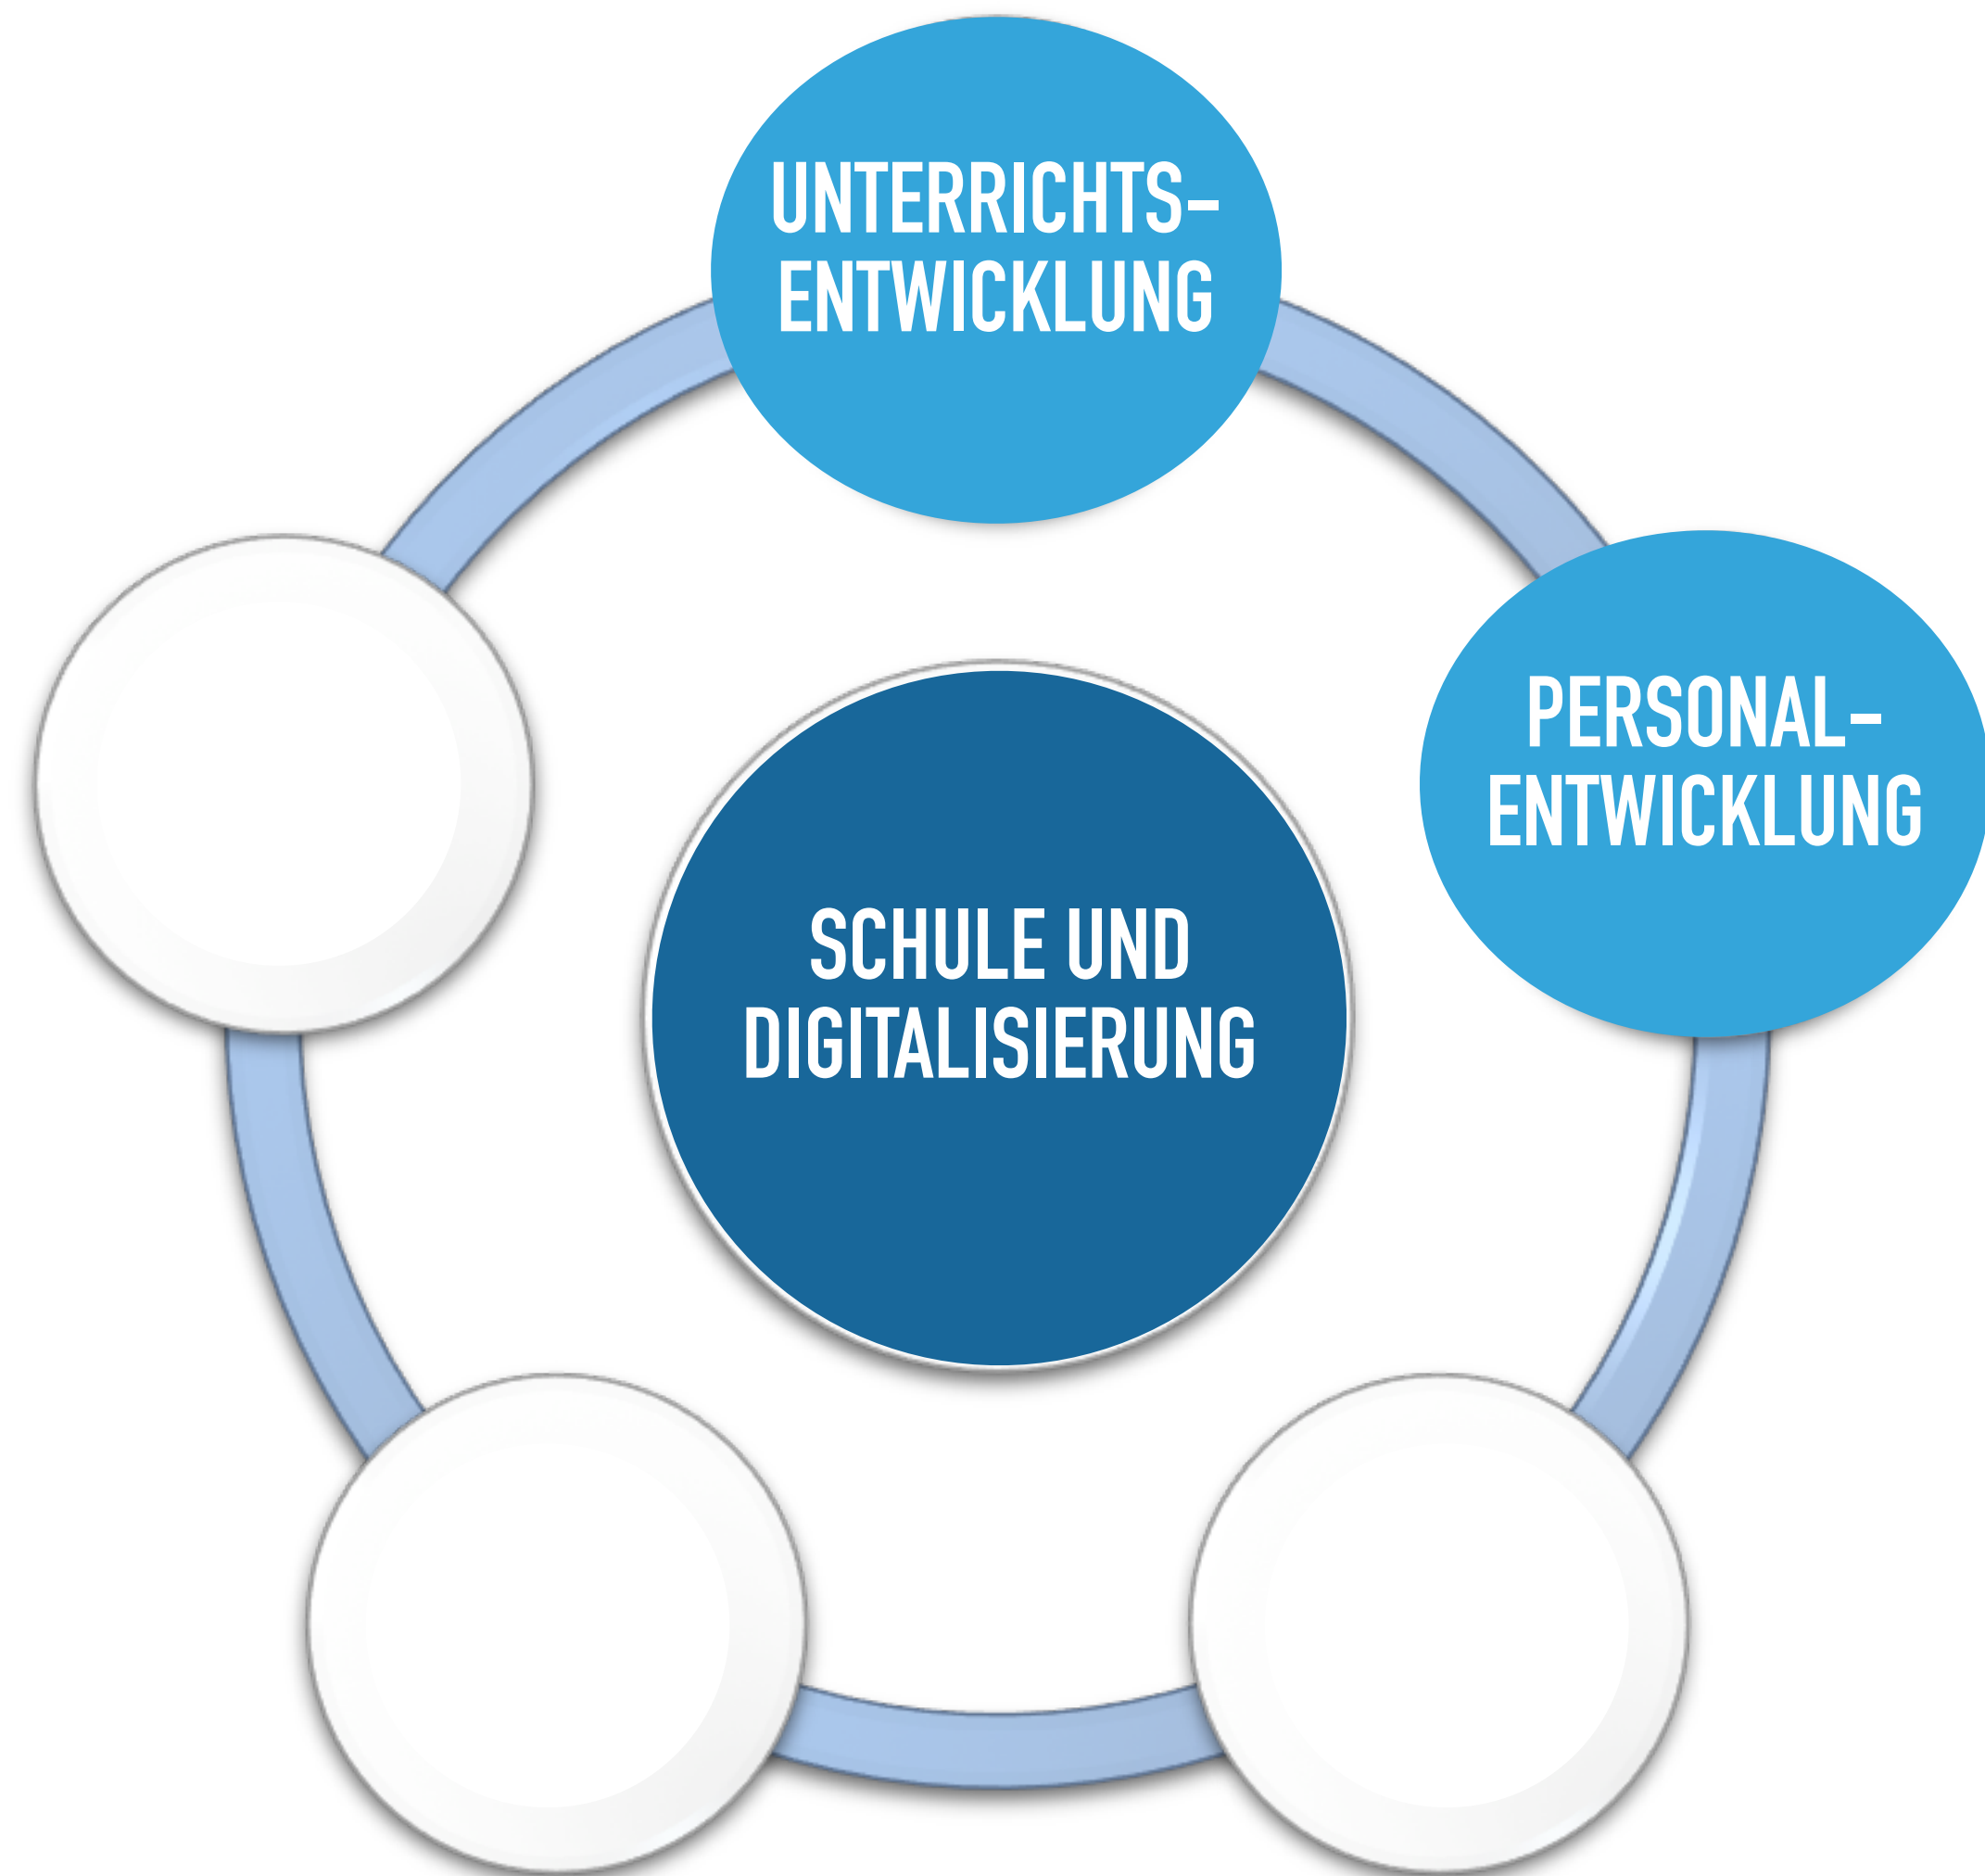 UNTERRICHTS-
ENTWICKLUNG
PERSONAL-
ENTWICKLUNG
SCHULE UND
DIGITALISIERUNG